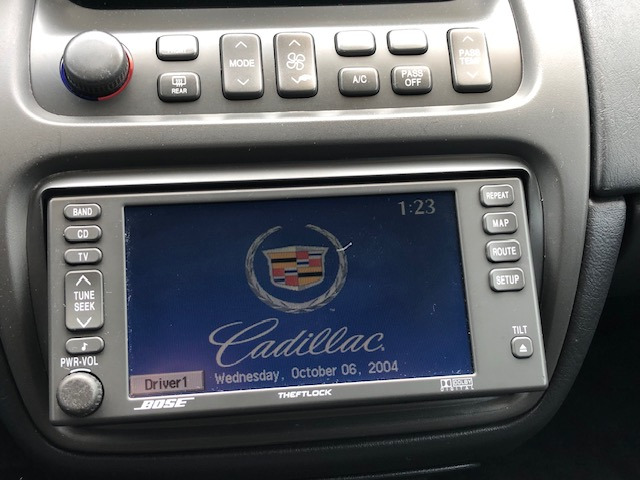 MODE
PASS TEMP
REAR
A/C
PASS OFF
BAND
CD
TV
TUNE
SEEK
PWR-VOL
1:23
Cadillac
Driver1
Wednesday, October 06, 2004
BOSE
THEFTLOCK
DOLBY
DIGITAL
REPEAT
MAP
ROUTE
SETUP
TILT